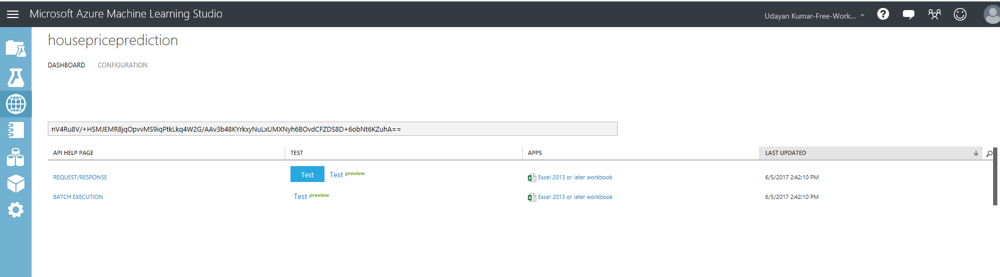 Microsoft Azure Machine Learning Studio
Udayan Kumar-Free-Work...
housepriceprediction
DASHBOARD CONFIGURATION
nV4Ru8V/+HSMJEMR8jqOpvvMS9iqPtkLkq4W2G/AAv3b48KYrkxyNuLxUMXNyh6BOvdCFZDS8D+6obNt6KZuhA==
API HELP PAGE TEST APPS LAST UPDATED
REQUEST/RESPONSE Test Test preview Excel 2013 or later workbook 6/5/2017 2:42:10 PM
BATCH EXECUTION Test preview Excel 2013 or later workbook 6/5/2017 2:42:10 PM